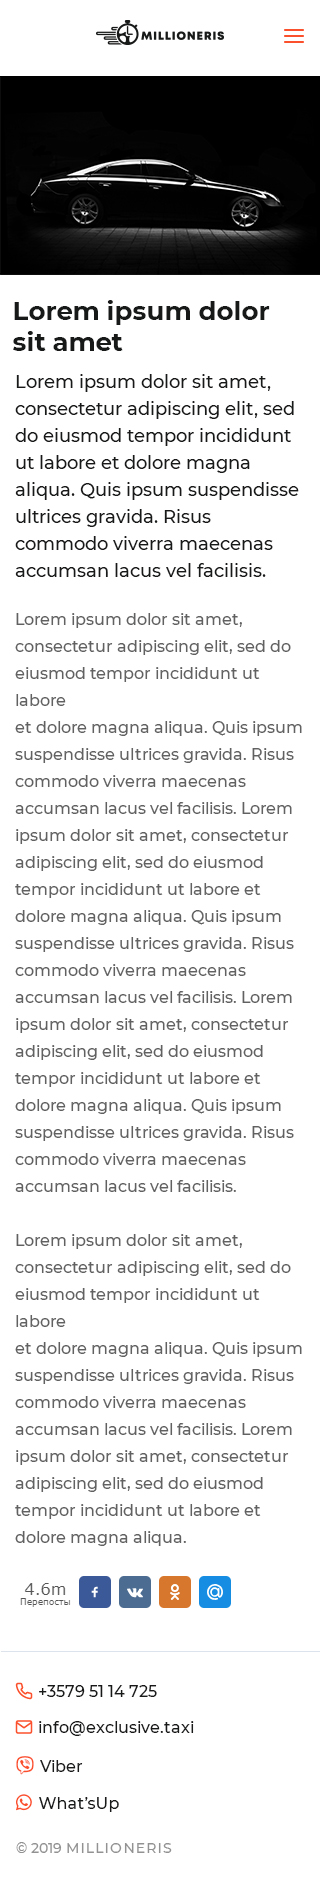 MILLIONERIS
Lorem ipsum dolor
sit amet
Lorem ipsum dolor sit amet,
consectetur adipiscing elit, sed
do eiusmod tempor incididunt
ut labore et dolore magna
aliqua. Quis ipsum suspendisse
ultrices gravida. Risus
commodo viverra maecenas
accumsan lacus vel facilisis.
Lorem ipsum dolor sit amet,
consectetur adipiscing elit, sed do
eiusmod tempor incididunt ut
labore
et dolore magna aliqua. Quis ipsum
suspendisse ultrices gravida. Risus
commodo viverra maecenas
accumsan lacus vel facilisis. Lorem
ipsum dolor sit amet, consectetur
adipiscing elit, sed do eiusmod
tempor incididunt ut labore et
dolore magna aliqua. Quis ipsum
suspendisse ultrices gravida. Risus
commodo viverra maecenas
accumsan lacus vel facilisis. Lorem
ipsum dolor sit amet, consectetur
adipiscing elit, sed do eiusmod
tempor incididunt ut labore et
dolore magna aliqua. Quis ipsum
suspendisse ultrices gravida. Risus
commodo viverra maecenas
accumsan lacus vel facilisis.
Lorem ipsum dolor sit amet,
consectetur adipiscing elit, sed do
eiusmod tempor incididunt ut
labore
et dolore magna aliqua. Quis ipsum
suspendisse ultrices gravida. Risus
commodo viverra maecenas
accumsan lacus vel facilisis. Lorem
ipsum dolor sit amet, consectetur
adipiscing elit, sed do eiusmod
tempor incididunt ut labore et
dolore magna aliqua.
4.6m
Перепосты
+3579 51 14 725
info@exclusive.taxi
Viber
What’sUp
© 2019 MILLIONERIS